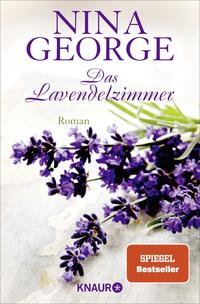 NINA
GEORGE
Das
Lavendelzimmer
Roman
SPIEGEL
Bestseller
KNAUR